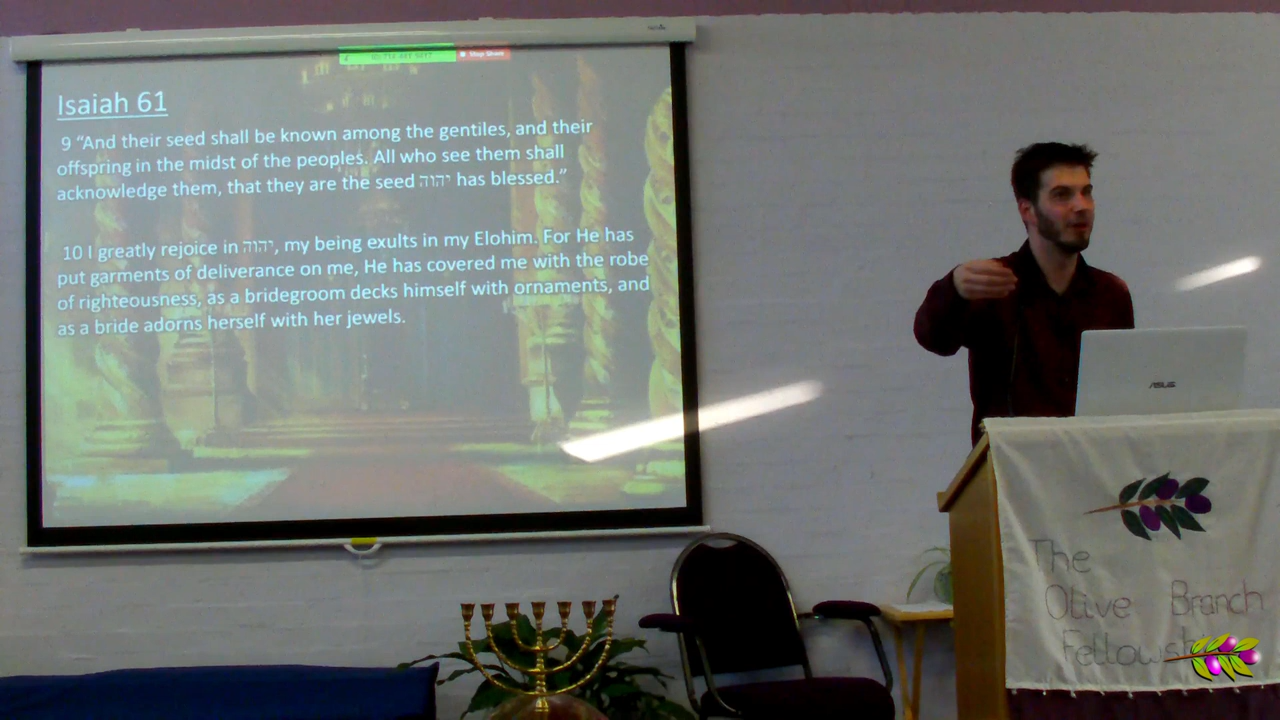 Stop Share
Isaiah 61
9 “And their seed shall be known among the gentiles, and their
offspring in the midst of the peoples. All who see them shall
acknowledge them, that they are the seed יהוה has blessed.”
10 I greatly rejoice in יהוה, my being exults in my Elohim. For He has
put garments of deliverance on me, He has covered me with the robe
of righteousness, as a bridegroom decks himself with ornaments, and
as a bride adorns herself with her jewels.
ASUS
The
Olive Branch